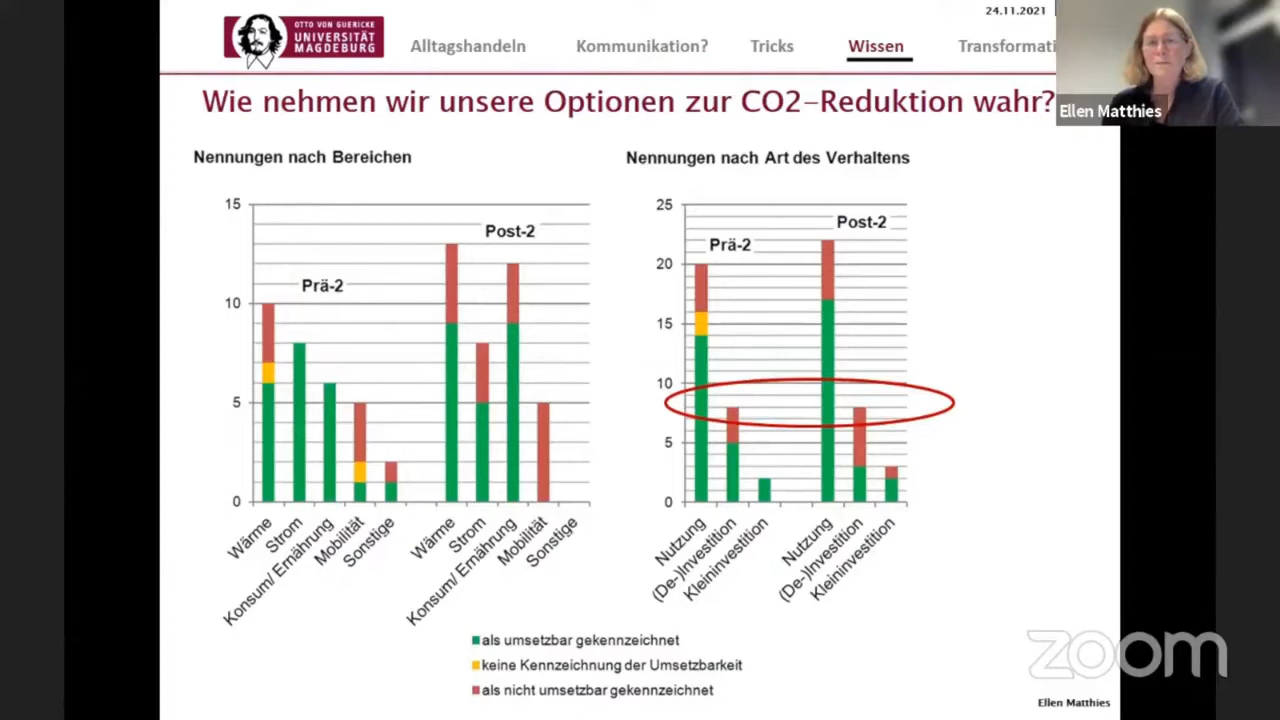 24.11.2021
OTTO VON GUERICKE
UNIVERSITÄT
MAGDEBURG
Alltagshandeln Kommunikation? Tricks Wissen Transformati
Wie nehmen wir unsere Optionen zur CO2-Reduktion wahr?
Ellen Matthies
Nennungen nach Bereichen
15
10
5
0
Prä-2
Post-2
Wärme
Strom
Konsum/ Ernährung
Mobilität
Sonstige
Wärme
Strom
Konsum/ Ernährung
Mobilität
Sonstige
Nennungen nach Art des Verhaltens
25
20
15
10
5
0
Prä-2
Post-2
Nutzung
(De-)Investition
Kleininvestition
Nutzung
(De-)Investition
Kleininvestition
als umsetzbar gekennzeichnet
keine Kennzeichnung der Umsetzbarkeit
als nicht umsetzbar gekennzeichnet
zoom
Ellen Matthies